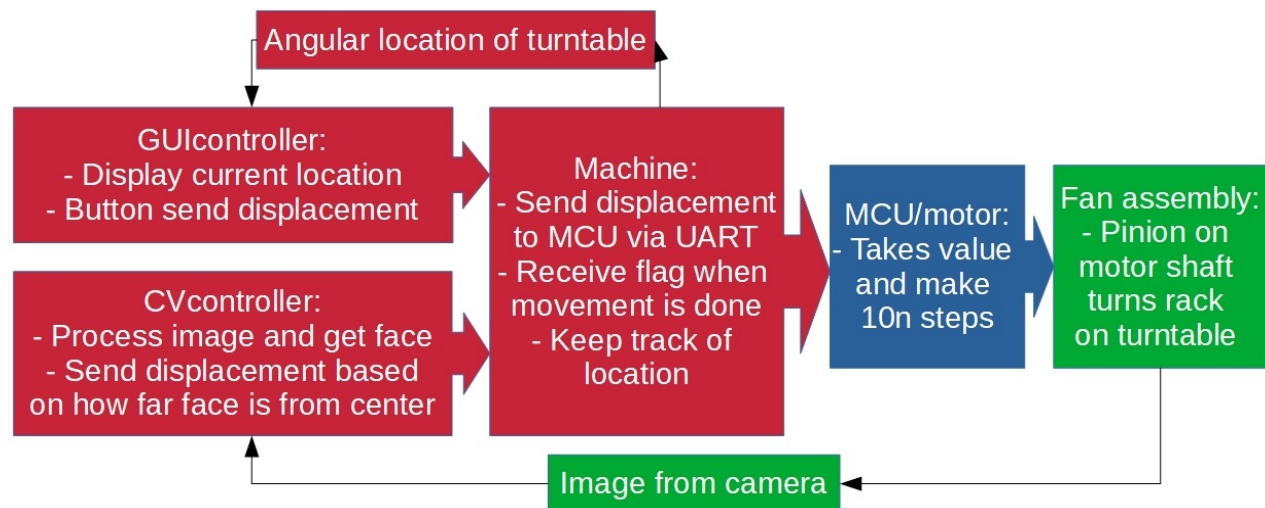 Angular location of turntable
GUIcontroller:
- Display current location
- Button send displacement
CVcontroller:
- Process image and get face
- Send displacement based
on how far face is from center
Machine:
- Send displacement
to MCU via UART
- Receive flag when
movement is done
- Keep track of
location
MCU/motor:
- Takes value
and make
10n steps
Fan assembly:
- Pinion on
motor shaft
turns rack
on turntable
Image from camera